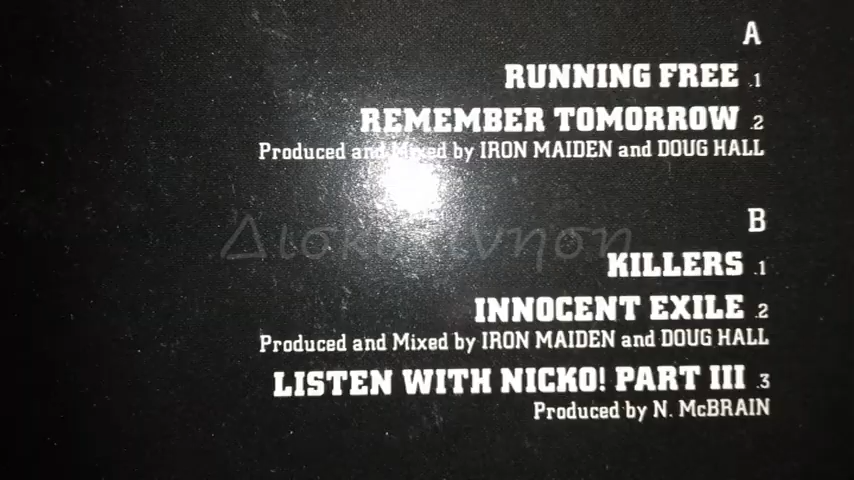 A
RUNNING FREE .1
REMEMBER TOMORROW .2
Produced and Mixed by IRON MAIDEN and DOUG HALL
Δισκοκίνηση
B
KILLERS .1
INNOCENT EXILE .2
Produced and Mixed by IRON MAIDEN and DOUG HALL
LISTEN WITH NICKO! PART III .3
Produced by N. McBRAIN